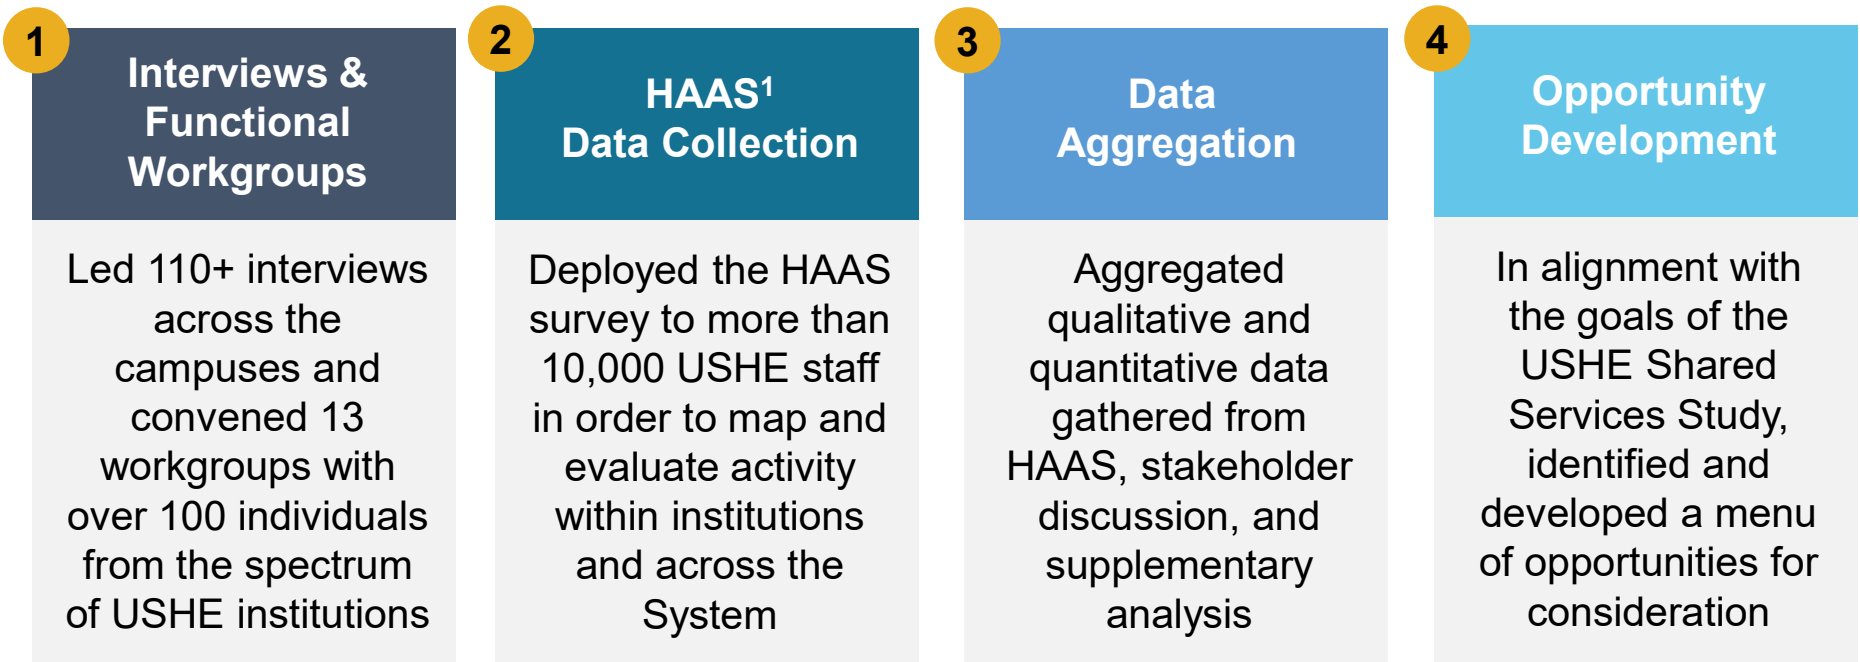 1
Interviews &
Functional
Workgroups
Led 110+ interviews
across the
campuses and
convened 13
workgroups with
over 100 individuals
from the spectrum
of USHE institutions
2
HAAS¹
Data Collection
Deployed the HAAS
survey to more than
10,000 USHE staff
in order to map and
evaluate activity
within institutions
and across the
System
3
Data
Aggregation
Aggregated
qualitative and
quantitative data
gathered from
HAAS, stakeholder
discussion, and
supplementary
analysis
4
Opportunity
Development
In alignment with
the goals of the
USHE Shared
Services Study,
identified and
developed a menu
of opportunities for
consideration